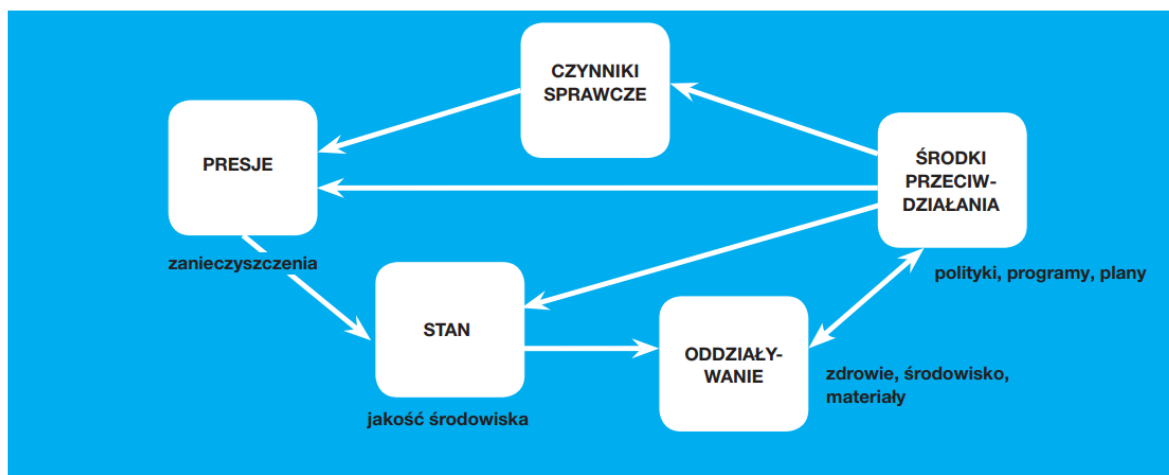 CZYNNIKI
SPRAWCZE
PRESJE
ŚRODKI
PRZECIW-
DZIAŁANIA
zanieczyszczenia
polityki, programy, plany
STAN
ODDZIAŁY-
WANIE
zdrowie, środowisko,
materiały
jakość środowiska